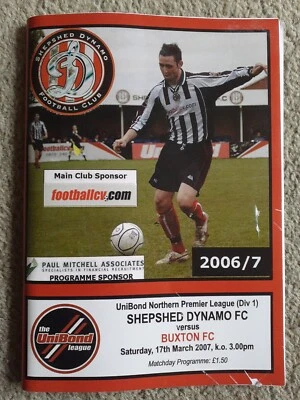 SHEPSHED DYNAMO
FOOTBALL CLUB
Main Club Sponsor
footballcv.com
PAUL MITCHELL ASSOCIATES
SPECIALISTS IN FINANCIAL RECRUITMENT
PROGRAMME SPONSOR
2006/7
the
UniBond
league
UniBond Northern Premier League (Div 1)
SHEPSHED DYNAMO FC
versus
BUXTON FC
Saturday, 17th March 2007, k.o. 3.00pm
Matchday Programme: £1.50